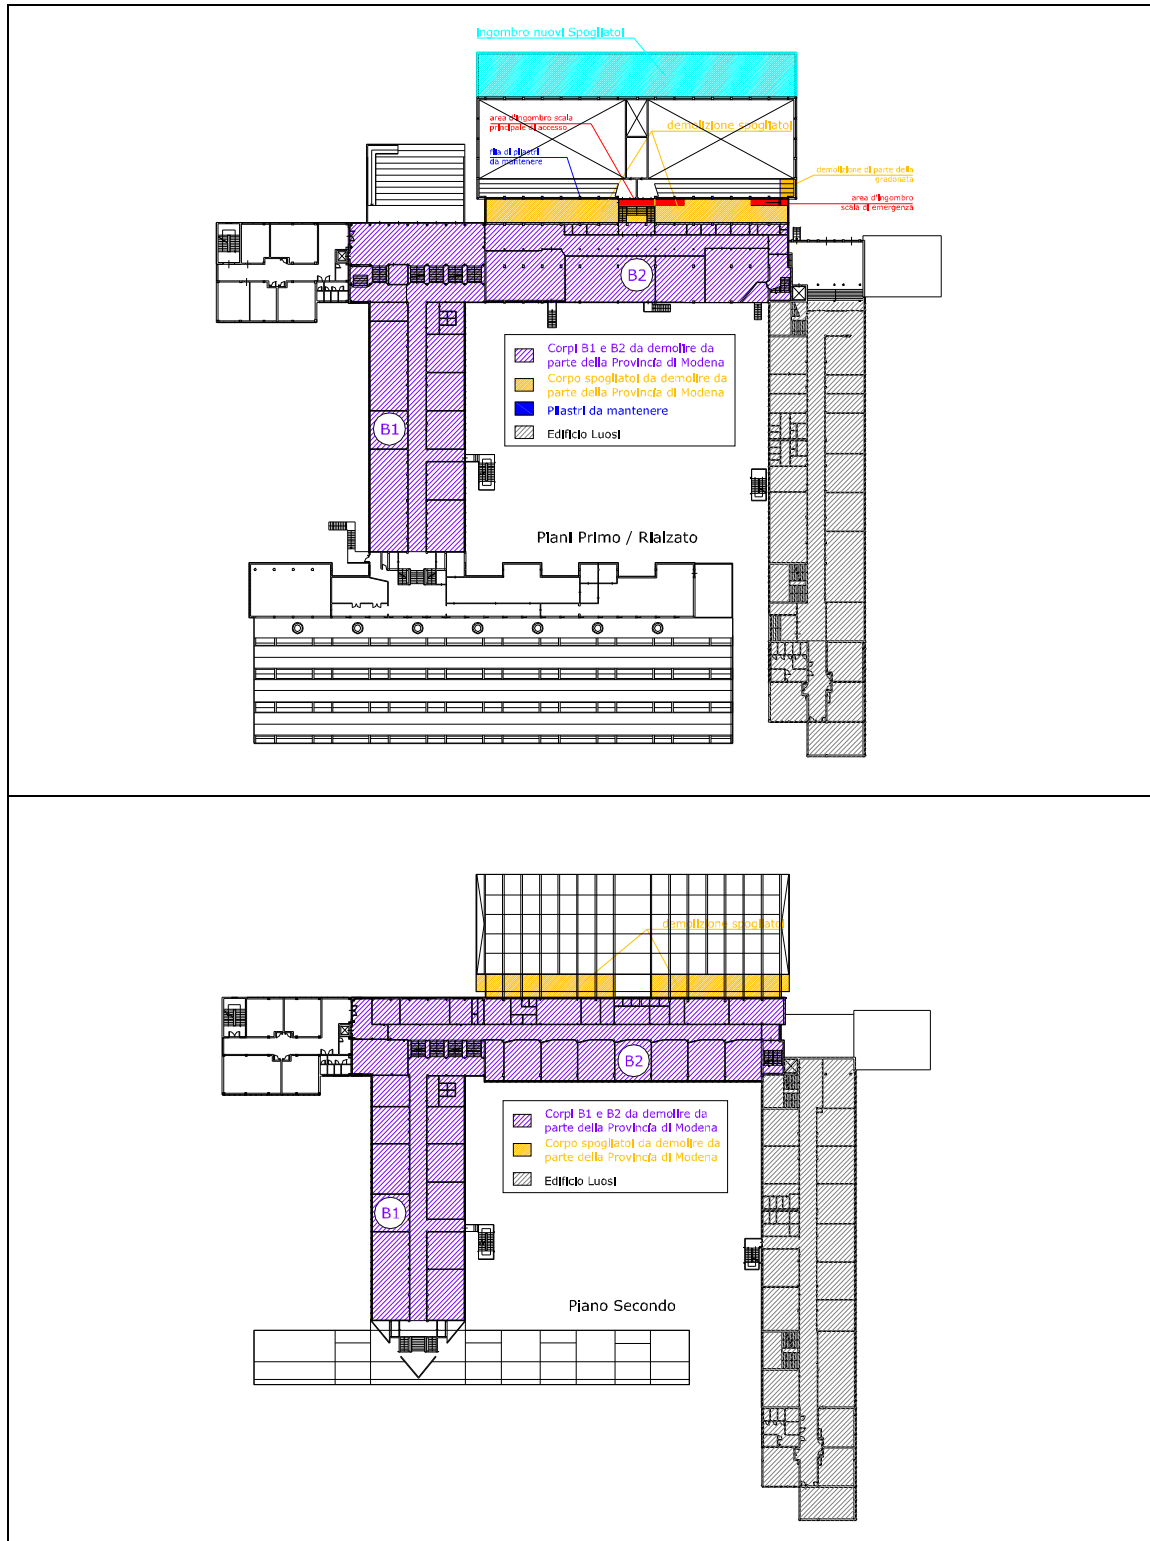 Ingombro nuovi Spogliatoi
area d'ingombro scala
principale di accesso
demolizione spogliatoi
fila di pilastri
da mantenere
demolizione di parte della
gradonata
area d'ingombro
scala di emergenza
B2
Corpi B1 e B2 da demolire da
parte della Provincia di Modena
Corpo spogliatoi da demolire da
parte della Provincia di Modena
Pilastri da mantenere
Edificio Luosi
B1
Piani Primo / Rialzato
demolizione spogliatoi
B2
Corpi B1 e B2 da demolire da
parte della Provincia di Modena
Corpo spogliatoi da demolire da
parte della Provincia di Modena
Edificio Luosi
B1
Piano Secondo